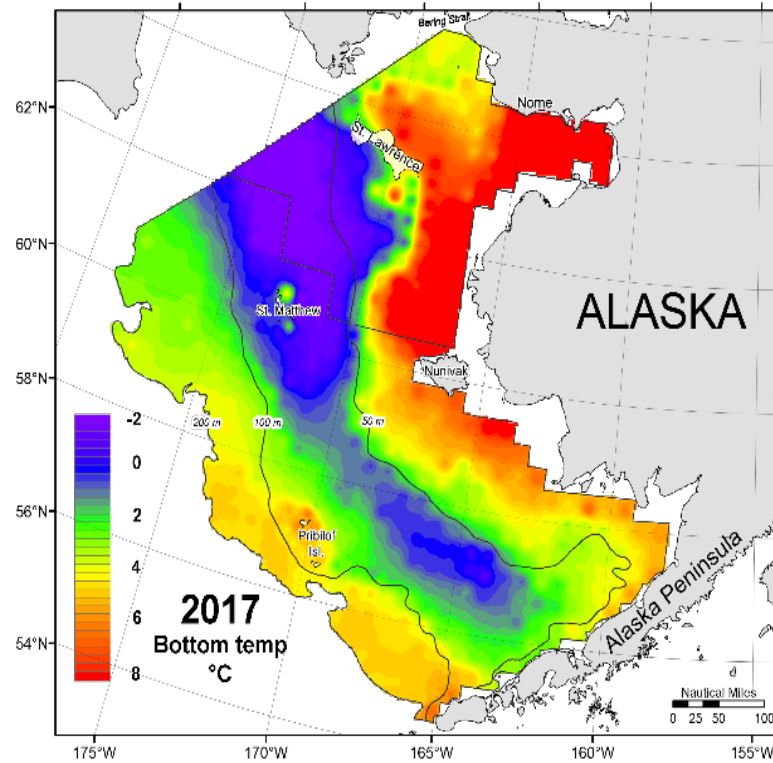 Bering Strait
62°N
Nome
St. Lawrence
60°N
ALASKA
St. Matthew
58°N
Nunivak
-2
0
2
4
6
8
200 m
100 m
50 m
56°N
Pribilof
Isl.
2017
Bottom temp
°C
Alaska Peninsula
54°N
Nautical Miles
0 25 50 100
175°W
170°W
165°W
160°W
155°W